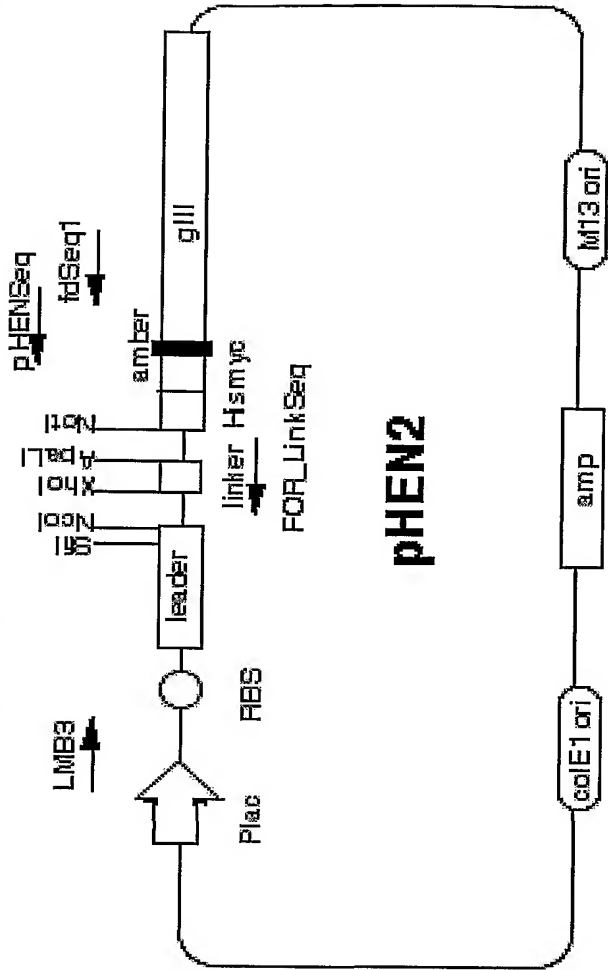 pHENSeq
fdSeq1
LMB3
SfiI
NcoI
XhoI
ApaLI
NotI
amber
leader
gIII
linker
Hismyc
Plac
RBS
FOR_LinkSeq
pHEN2
colE1 ori
amp
M13 ori